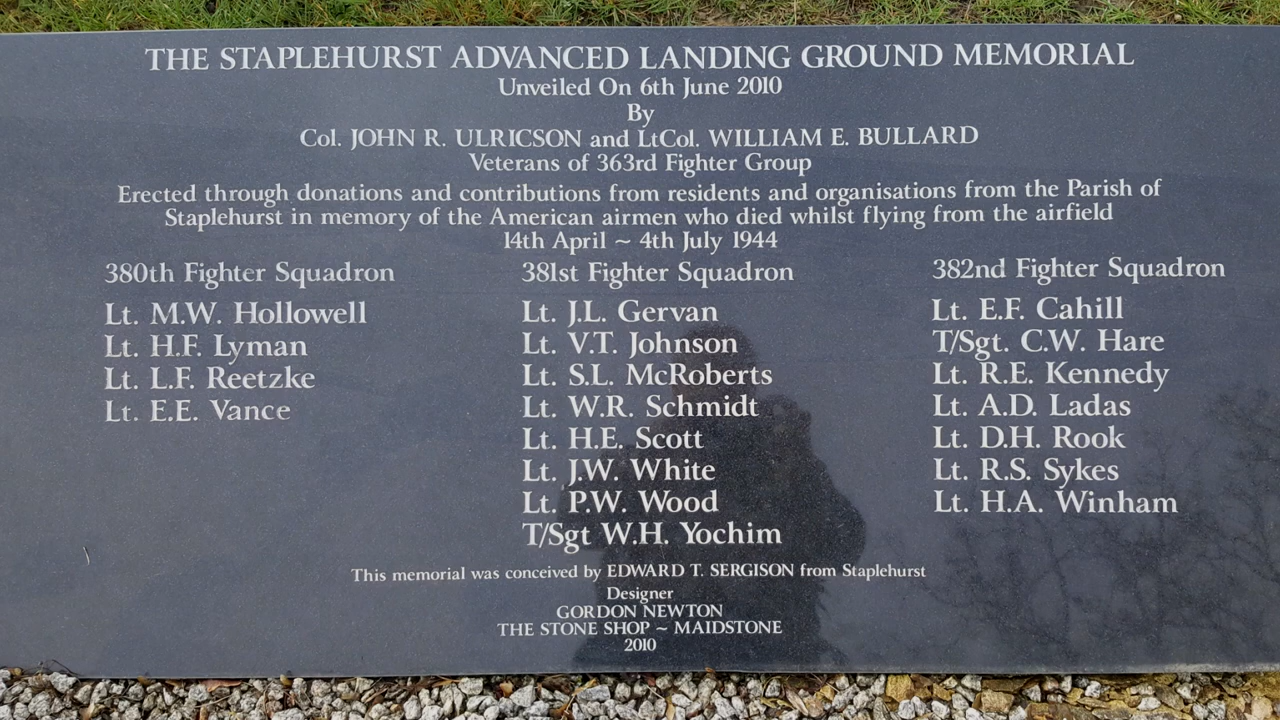 THE STAPLEHURST ADVANCED LANDING GROUND MEMORIAL
Unveiled On 6th June 2010
By
Col. JOHN R. ULRICSON and LtCol. WILLIAM E. BULLARD
Veterans of 363rd Fighter Group
Erected through donations and contributions from residents and organisations from the Parish of
Staplehurst in memory of the American airmen who died whilst flying from the airfield
14th April ~ 4th July 1944
380th Fighter Squadron
Lt. M.W. Hollowell
Lt. H.F. Lyman
Lt. L.F. Reetzke
Lt. E.E. Vance
381st Fighter Squadron
Lt. J.L. Gervan
Lt. V.T. Johnson
Lt. S.L. McRoberts
Lt. W.R. Schmidt
Lt. H.E. Scott
Lt. J.W. White
Lt. P.W. Wood
T/Sgt W.H. Yochim
382nd Fighter Squadron
Lt. E.F. Cahill
T/Sgt. C.W. Hare
Lt. R.E. Kennedy
Lt. A.D. Ladas
Lt. D.H. Rook
Lt. R.S. Sykes
Lt. H.A. Winham
This memorial was conceived by EDWARD T. SERGISON from Staplehurst
Designer
GORDON NEWTON
THE STONE SHOP ~ MAIDSTONE
2010